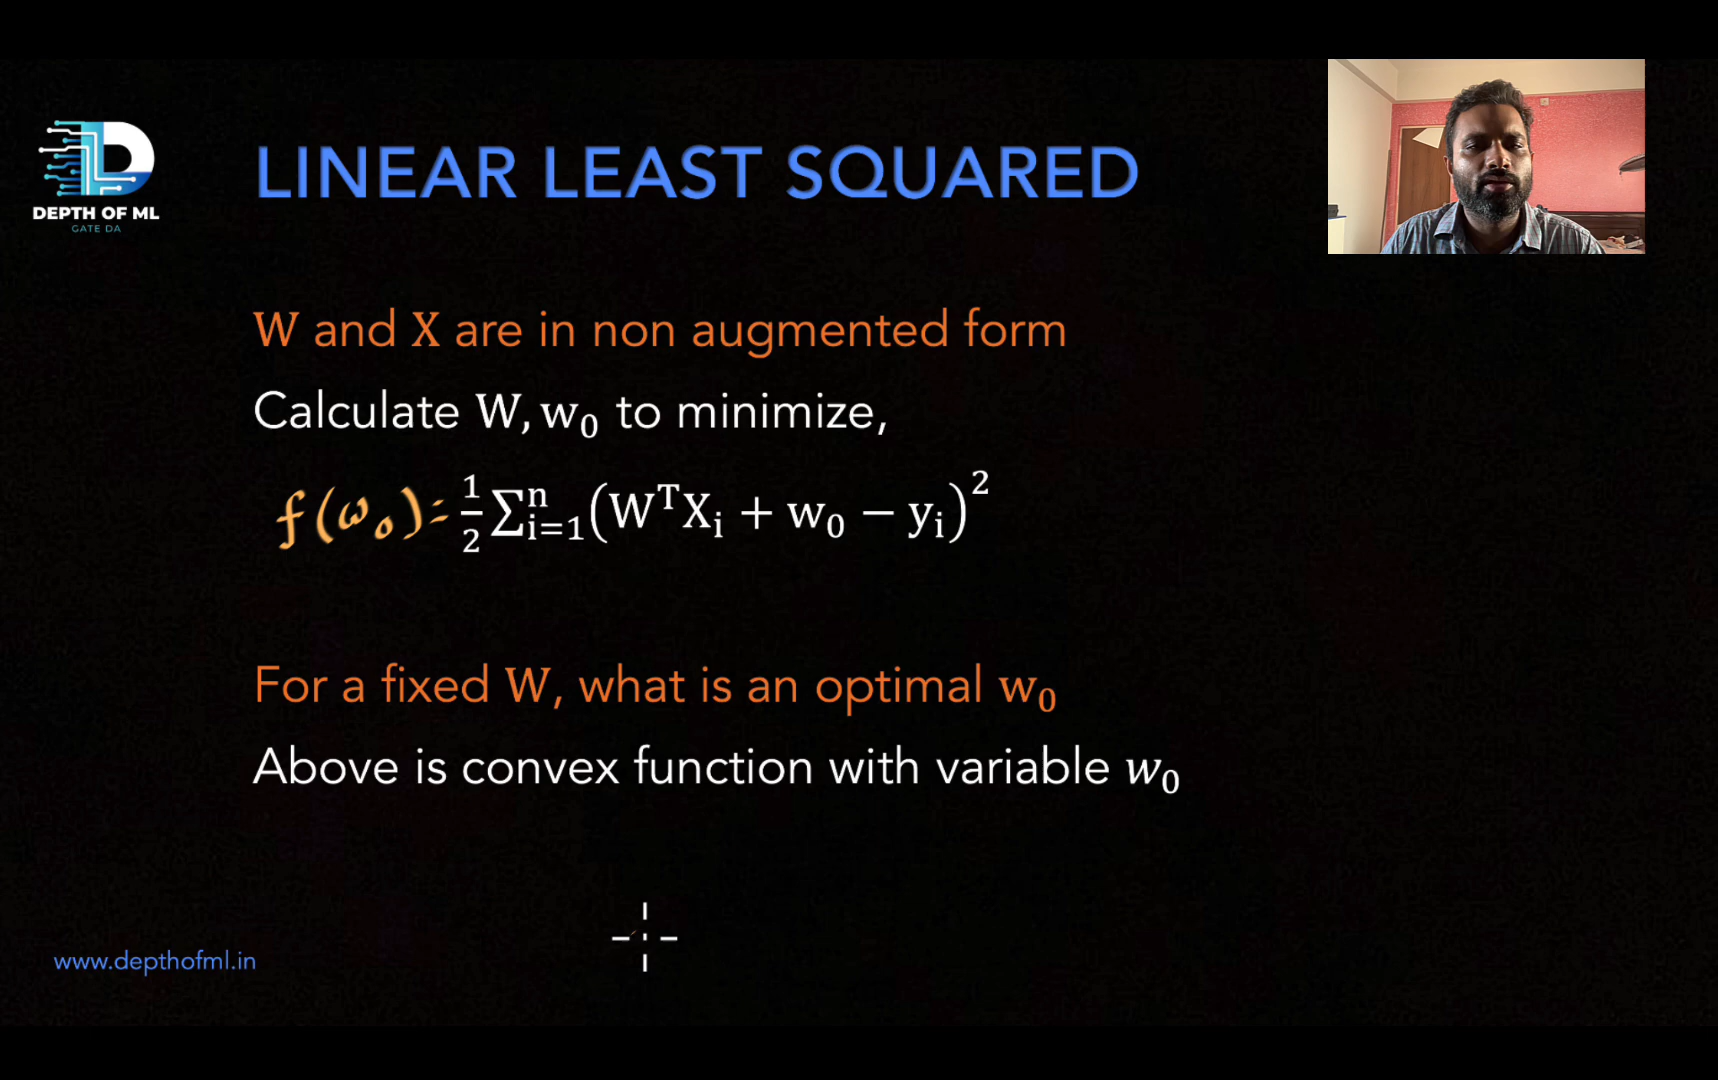 DEPTH OF ML
GATE DA
LINEAR LEAST SQUARED
W and X are in non augmented form
Calculate W, w₀ to minimize,
f(ω₀) = ½ ∑ⁿᵢ₌₁ (WᵀXᵢ + w₀ − yᵢ)²
For a fixed W, what is an optimal w₀
Above is convex function with variable w₀
www.depthofml.in